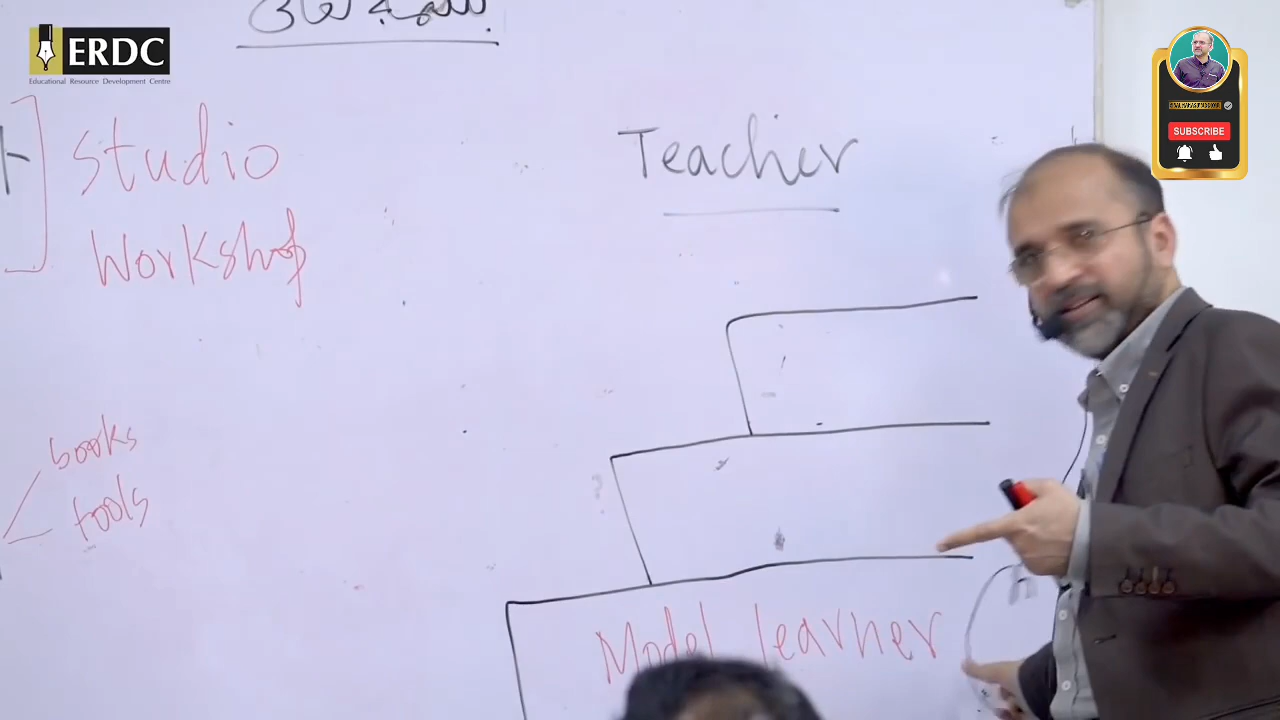 ERDC
Educational Resource Development Centre
SUBSCRIBE
Studio
Workshop
Teacher
books
tools
Model learner